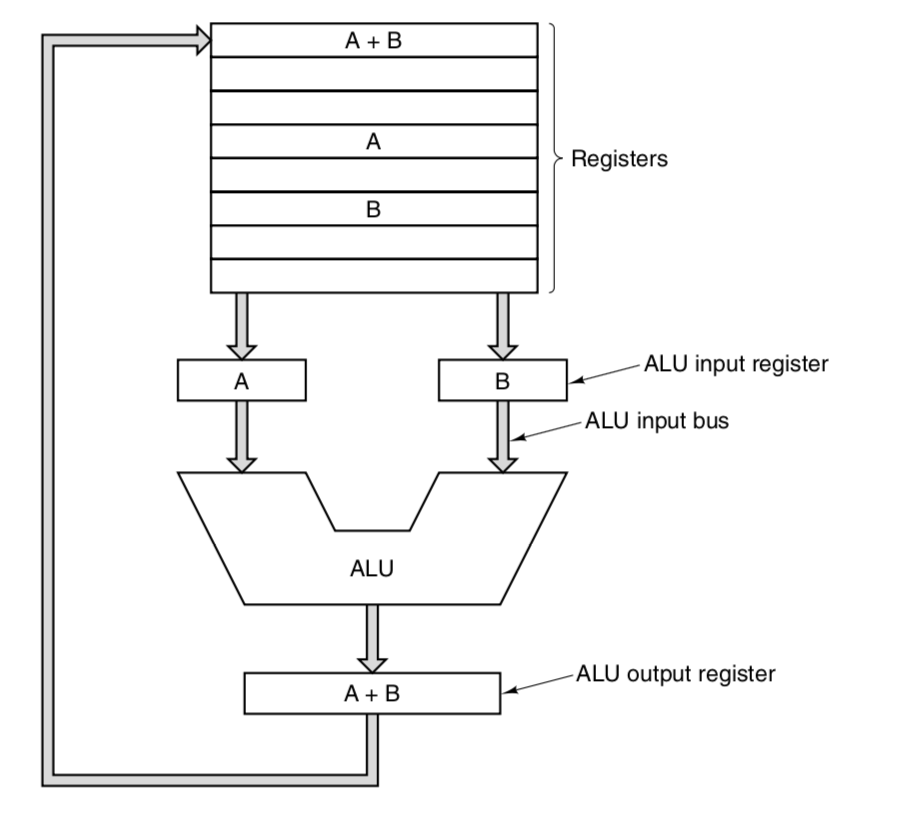 A + B
A
Registers
B
A
B
ALU input register
ALU input bus
ALU
A + B
ALU output register